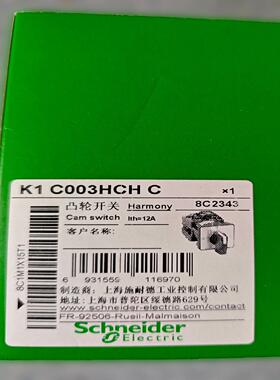 K1 C003HCH C
凸轮开关 Harmony 8C2343
Cam switch Ith=12A ×1
客户名称:
8C1M1X15T1
6 931559 116970
制造商: 上海施耐德工业控制有限公司
地址: 上海市普陀区绥德路629号
www.schneider-electric.com/contact
FR-92506-Rueil-Malmaison
Schneider
Electric